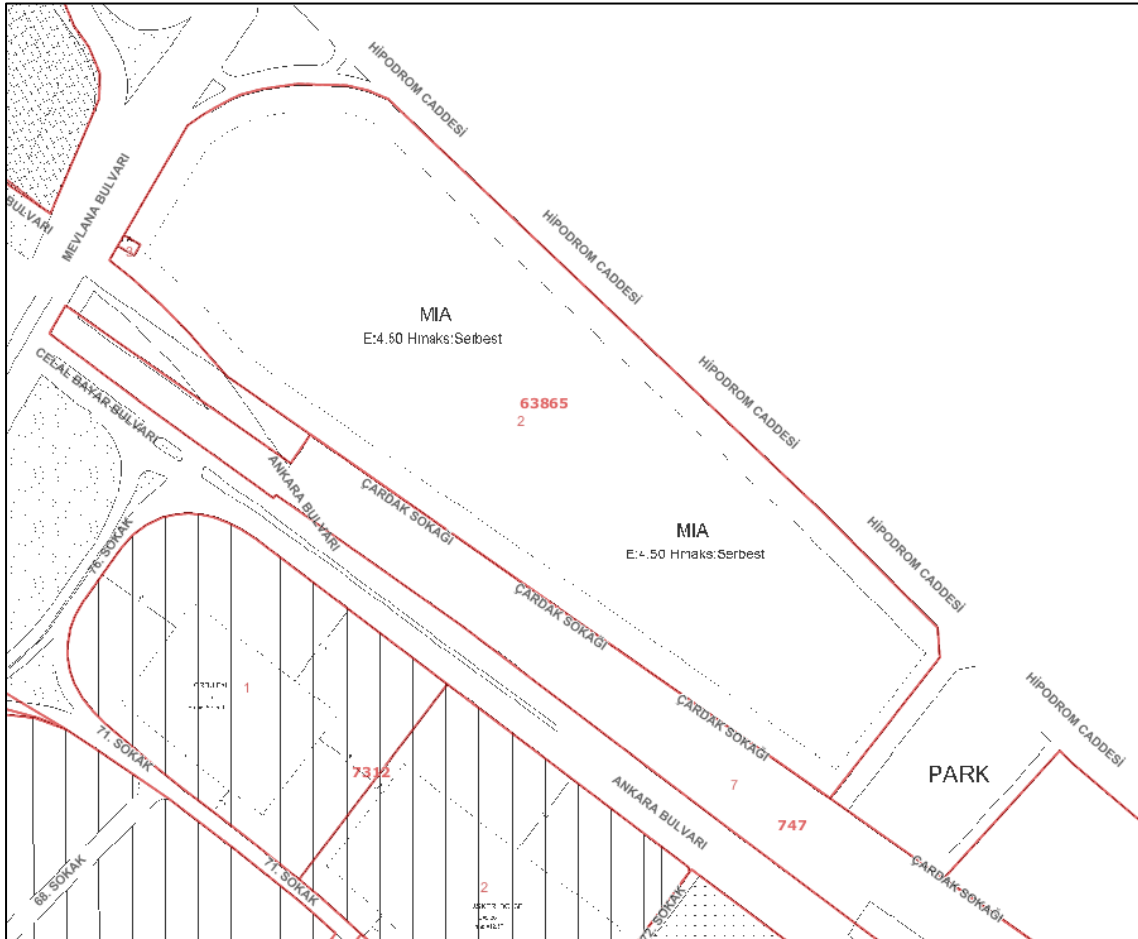 HİPODROM CADDESİ
MEVLANA BULVARI
BULVARI
HİPODROM CADDESİ
9
MIA
E:4.50 Hmaks:Serbest
HİPODROM CADDESİ
CELAL BAYAR BULVARI
63865
2
ANKARA BULVARI
ÇARDAK SOKAĞI
MIA
E:4.50 Hmaks:Serbest
HİPODROM CADDESİ
76. SOKAK
ÇARDAK SOKAĞI
1
HİPODROM CADDESİ
71. SOKAK
ÇARDAK SOKAĞI
7312
PARK
7
ANKARA BULVARI
747
68. SOKAK
71. SOKAK
2
ÇARDAK SOKAĞI
72. SOKAK